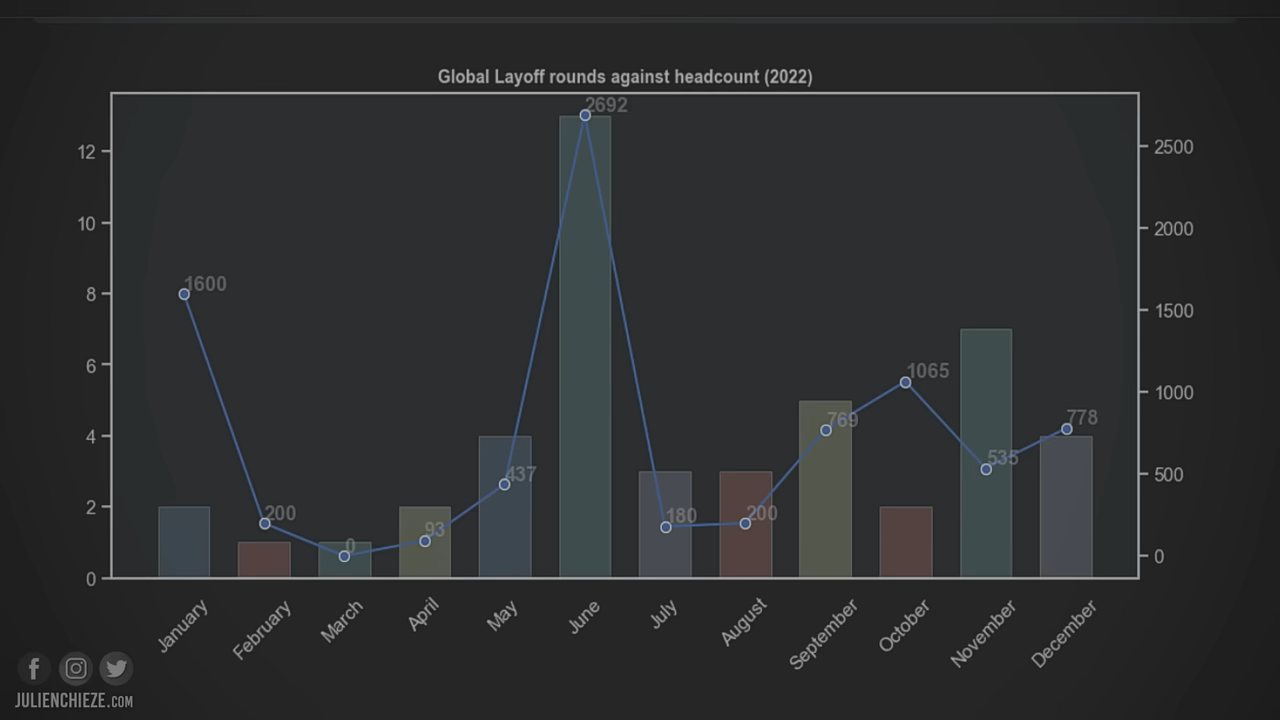 Global Layoff rounds against headcount (2022)
12
10
8
6
4
2
0
2500
2000
1500
1000
500
0
1600
200
0
93
437
2692
180
200
769
1065
535
778
January
February
March
April
May
June
July
August
September
October
November
December
JULIENCHIEZE.COM